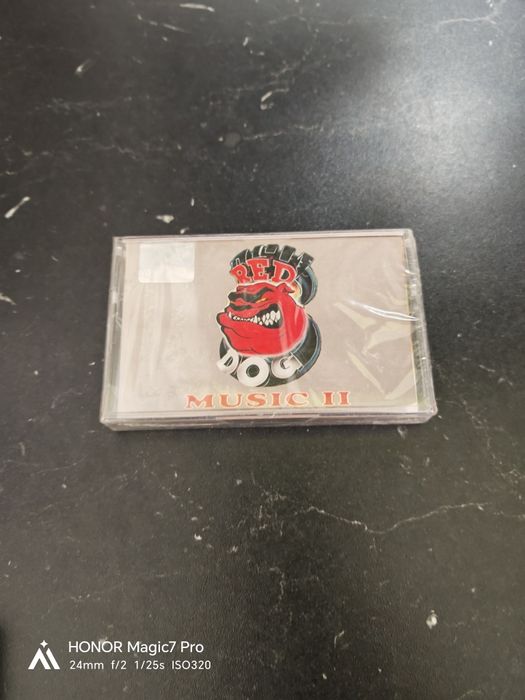 RED
DOG
MUSIC II
HONOR Magic7 Pro
24mm f/2 1/25s ISO320